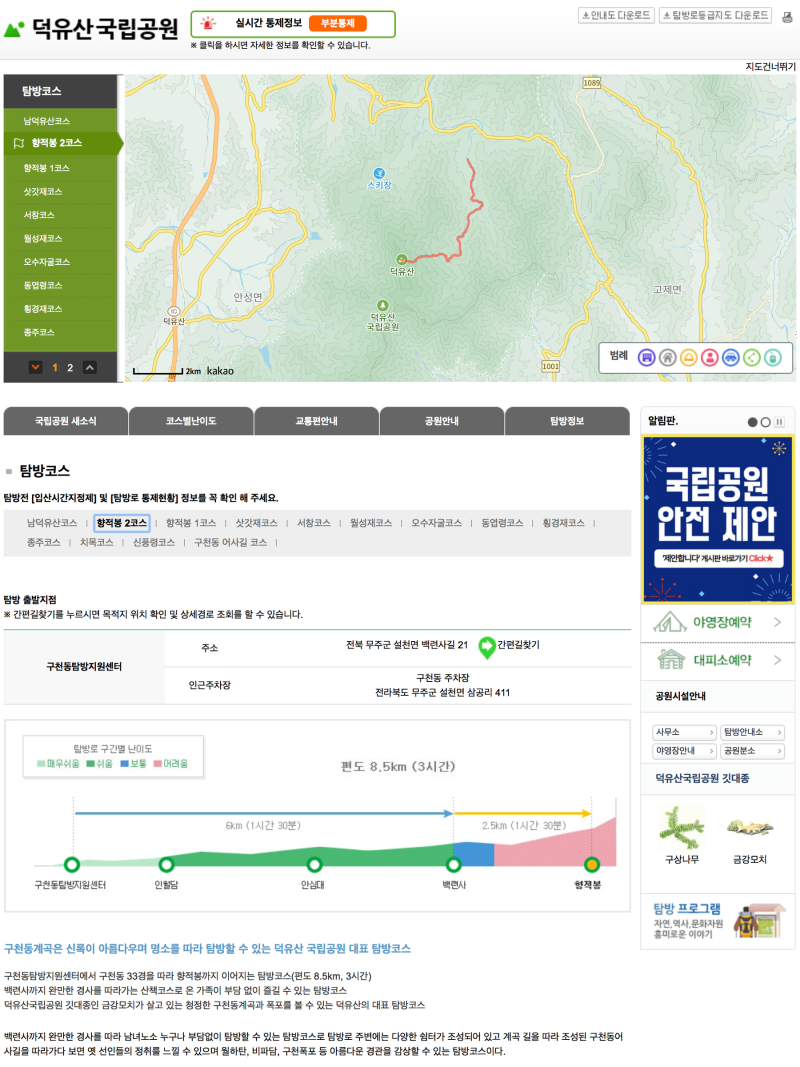 덕유산국립공원
실시간 통제정보 부분통제
※ 클릭을 하시면 자세한 정보를 확인할 수 있습니다.
안내도 다운로드 탐방로등급지도 다운로드
지도건너뛰기
탐방코스
남덕유산코스
향적봉 2코스
향적봉 1코스
삿갓재코스
서창코스
월성재코스
오수자굴코스
동엽령코스
횡경재코스
종주코스
1 2
1089
스키장
덕유산
안성면
덕유산
국립공원
IC
덕유산
고제면
1001
범례
2km kakao
국립공원 새소식 코스별난이도 교통편안내 공원안내 탐방정보
탐방코스
탐방전 [입산시간지정제] 및 [탐방로 통제현황] 정보를 꼭 확인 해 주세요.
남덕유산코스 | 향적봉 2코스 | 향적봉 1코스 | 삿갓재코스 | 서창코스 | 월성재코스 | 오수자굴코스 | 동엽령코스 | 횡경재코스 |
종주코스 | 치목코스 | 신풍령코스 | 구천동 어사길 코스 |
탐방 출발지점
※ 간편길찾기를 누르시면 목적지 위치 확인 및 상세경로 조회를 할 수 있습니다.
구천동탐방지원센터
주소 전북 무주군 설천면 백련사길 21 간편길찾기
인근주차장
구천동 주차장
전라북도 무주군 설천면 삼공리 411
탐방로 구간별 난이도
매우쉬움 쉬움 보통 어려움
편도 8.5km (3시간)
6km (1시간 30분) 2.5km (1시간 30분)
구천동탐방지원센터 인월담 안심대 백련사 향적봉
구천동계곡은 신록이 아름다우며 명소를 따라 탐방할 수 있는 덕유산 국립공원 대표 탐방코스
구천동탐방지원센터에서 구천동 33경을 따라 향적봉까지 이어지는 탐방코스(편도 8.5km, 3시간)
백련사까지 완만한 경사를 따라가는 산책코스로 온 가족이 부담 없이 즐길 수 있는 탐방코스
덕유산국립공원 깃대종인 금강모치가 살고 있는 청정한 구천동계곡과 폭포를 볼 수 있는 덕유산의 대표 탐방코스
백련사까지 완만한 경사를 따라 남녀노소 누구나 부담없이 탐방할 수 있는 탐방코스로 탐방로 주변에는 다양한 쉼터가 조성되어 있고 계곡 길을 따라 조성된 구천동어
사길을 따라가다 보면 옛 선인들의 정취를 느낄 수 있으며 월하탄, 비파담, 구천폭포 등 아름다운 경관을 감상할 수 있는 탐방코스이다.
알림판.
국립공원
안전 제안
'제안합니다' 게시판 바로가기 Click★
야영장예약
대피소예약
공원시설안내
사무소 탐방안내소
야영장안내 공원분소
덕유산국립공원 깃대종
구상나무 금강모치
탐방 프로그램
자연,역사,문화자원
흥미로운 이야기